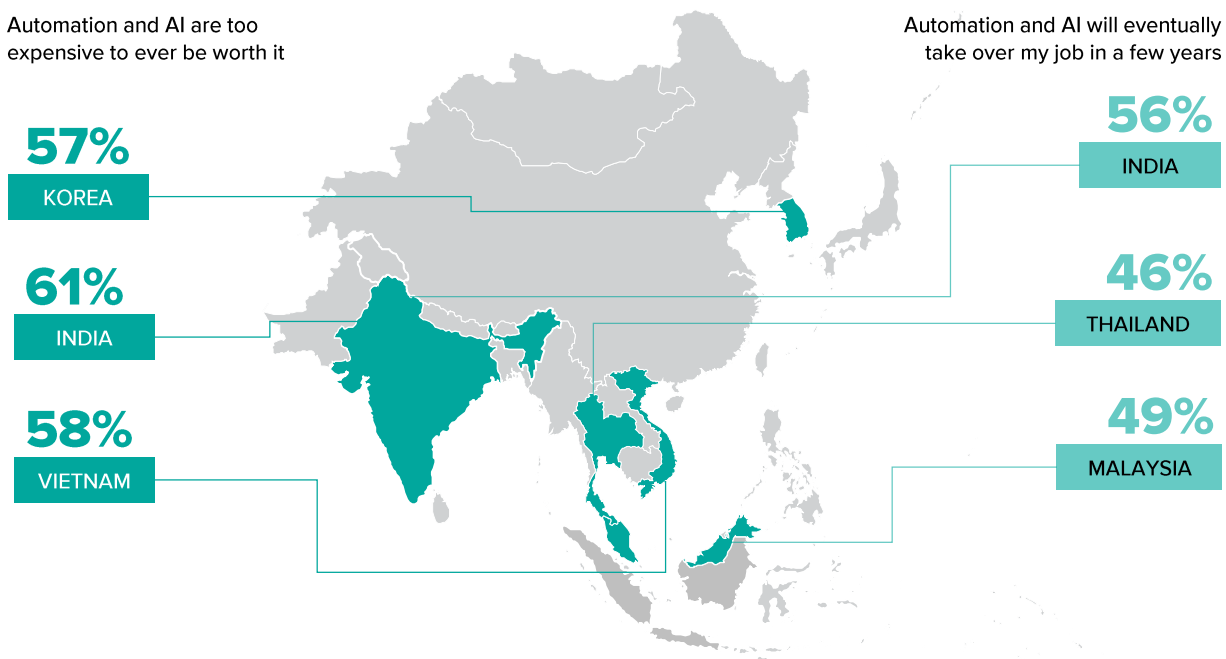 Automation and AI are too
expensive to ever be worth it
57%
KOREA
61%
INDIA
58%
VIETNAM
Automation and AI will eventually
take over my job in a few years
56%
INDIA
46%
THAILAND
49%
MALAYSIA